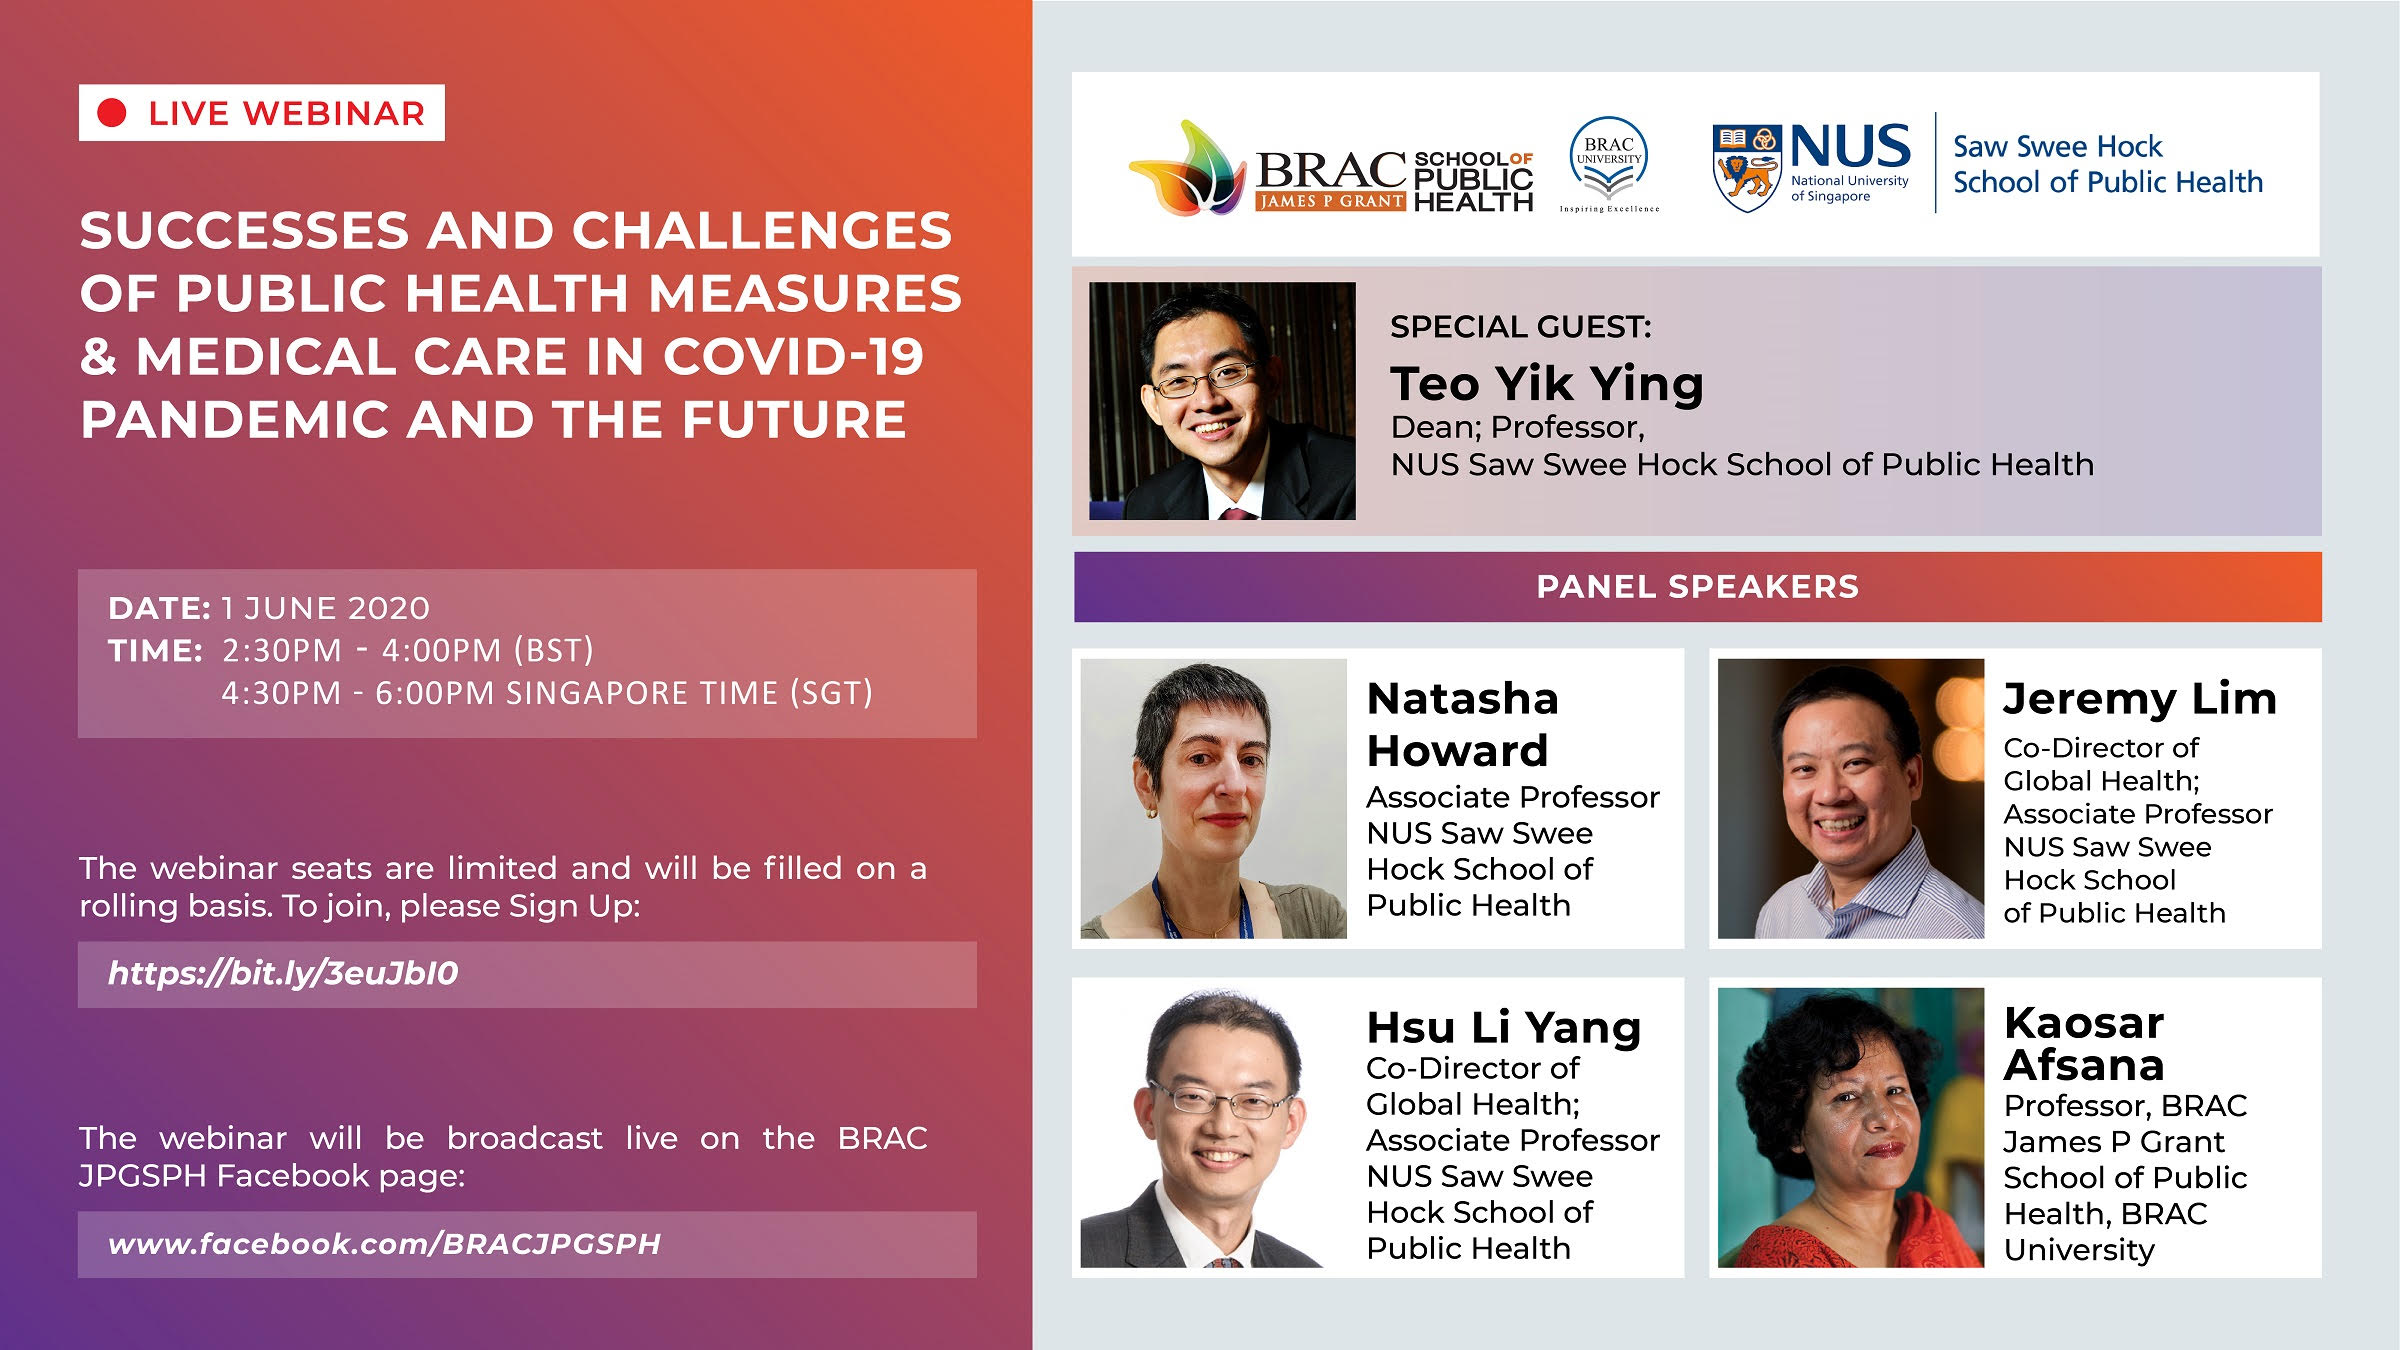 LIVE WEBINAR
SUCCESSES AND CHALLENGES
OF PUBLIC HEALTH MEASURES
& MEDICAL CARE IN COVID-19
PANDEMIC AND THE FUTURE
DATE: 1 JUNE 2020
TIME: 2:30PM - 4:00PM (BST)
4:30PM - 6:00PM SINGAPORE TIME (SGT)
The webinar seats are limited and will be filled on a
rolling basis. To join, please Sign Up:
https://bit.ly/3euJbI0
The webinar will be broadcast live on the BRAC
JPGSPH Facebook page:
www.facebook.com/BRACJPGSPH
BRAC
JAMES P GRANT
SCHOOL OF
PUBLIC
HEALTH
BRAC
UNIVERSITY
Inspiring Excellence
NUS
National University
of Singapore
Saw Swee Hock
School of Public Health
SPECIAL GUEST:
Teo Yik Ying
Dean; Professor,
NUS Saw Swee Hock School of Public Health
PANEL SPEAKERS
Natasha
Howard
Associate Professor
NUS Saw Swee
Hock School of
Public Health
Jeremy Lim
Co-Director of
Global Health;
Associate Professor
NUS Saw Swee
Hock School
of Public Health
Hsu Li Yang
Co-Director of
Global Health;
Associate Professor
NUS Saw Swee
Hock School of
Public Health
Kaosar
Afsana
Professor, BRAC
James P Grant
School of Public
Health, BRAC
University